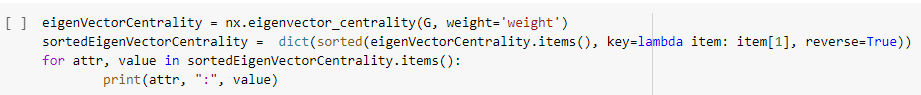 [ ] eigenVectorCentrality = nx.eigenvector_centrality(G, weight='weight')
sortedEigenVectorCentrality =  dict(sorted(eigenVectorCentrality.items(), key=lambda item: item[1], reverse=True))
for attr, value in sortedEigenVectorCentrality.items():
        print(attr, ":", value)